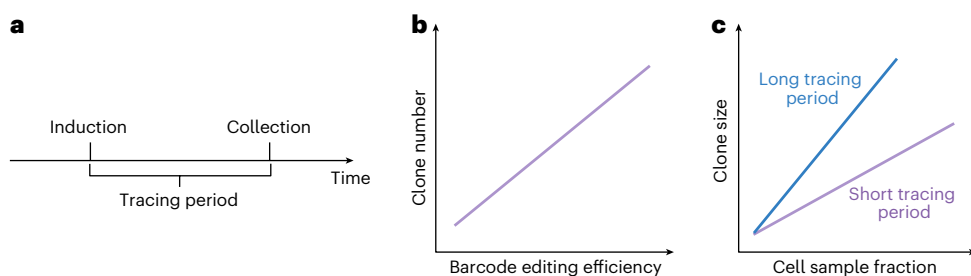 a
Induction
Collection
Time
Tracing period
b
Clone number
Barcode editing efficiency
c
Clone size
Long tracing
period
Short tracing
period
Cell sample fraction